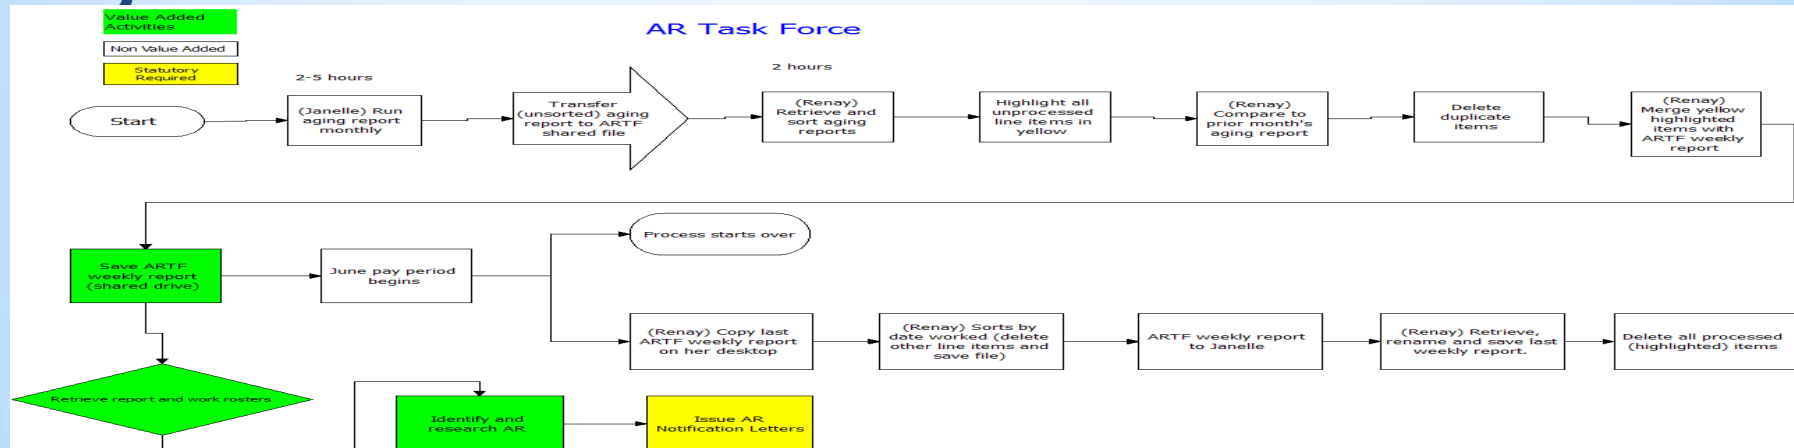 Value Added
Activities
Non Value Added
Statutory
Required
AR Task Force
2-5 hours
2 hours
Start
(Janelle) Run
aging report
monthly
Transfer
(unsorted) aging
report to ARTF
shared file
(Renay)
Retrieve and
sort aging
reports
Highlight all
unprocessed
line items in
yellow
(Renay)
Compare to
prior month's
aging report
Delete
duplicate
items
(Renay)
Merge yellow
highlighted
items with
ARTF weekly
report
Save ARTF
weekly report
(shared drive)
June pay period
begins
Process starts over
(Renay) Copy last
ARTF weekly report
on her desktop
(Renay) Sorts by
date worked (delete
other line items and
save file)
ARTF weekly report
to Janelle
(Renay) Retrieve,
rename and save last
weekly report.
Delete all processed
(highlighted) items
Retrieve report and work rosters
Identify and
research AR
Issue AR
Notification Letters